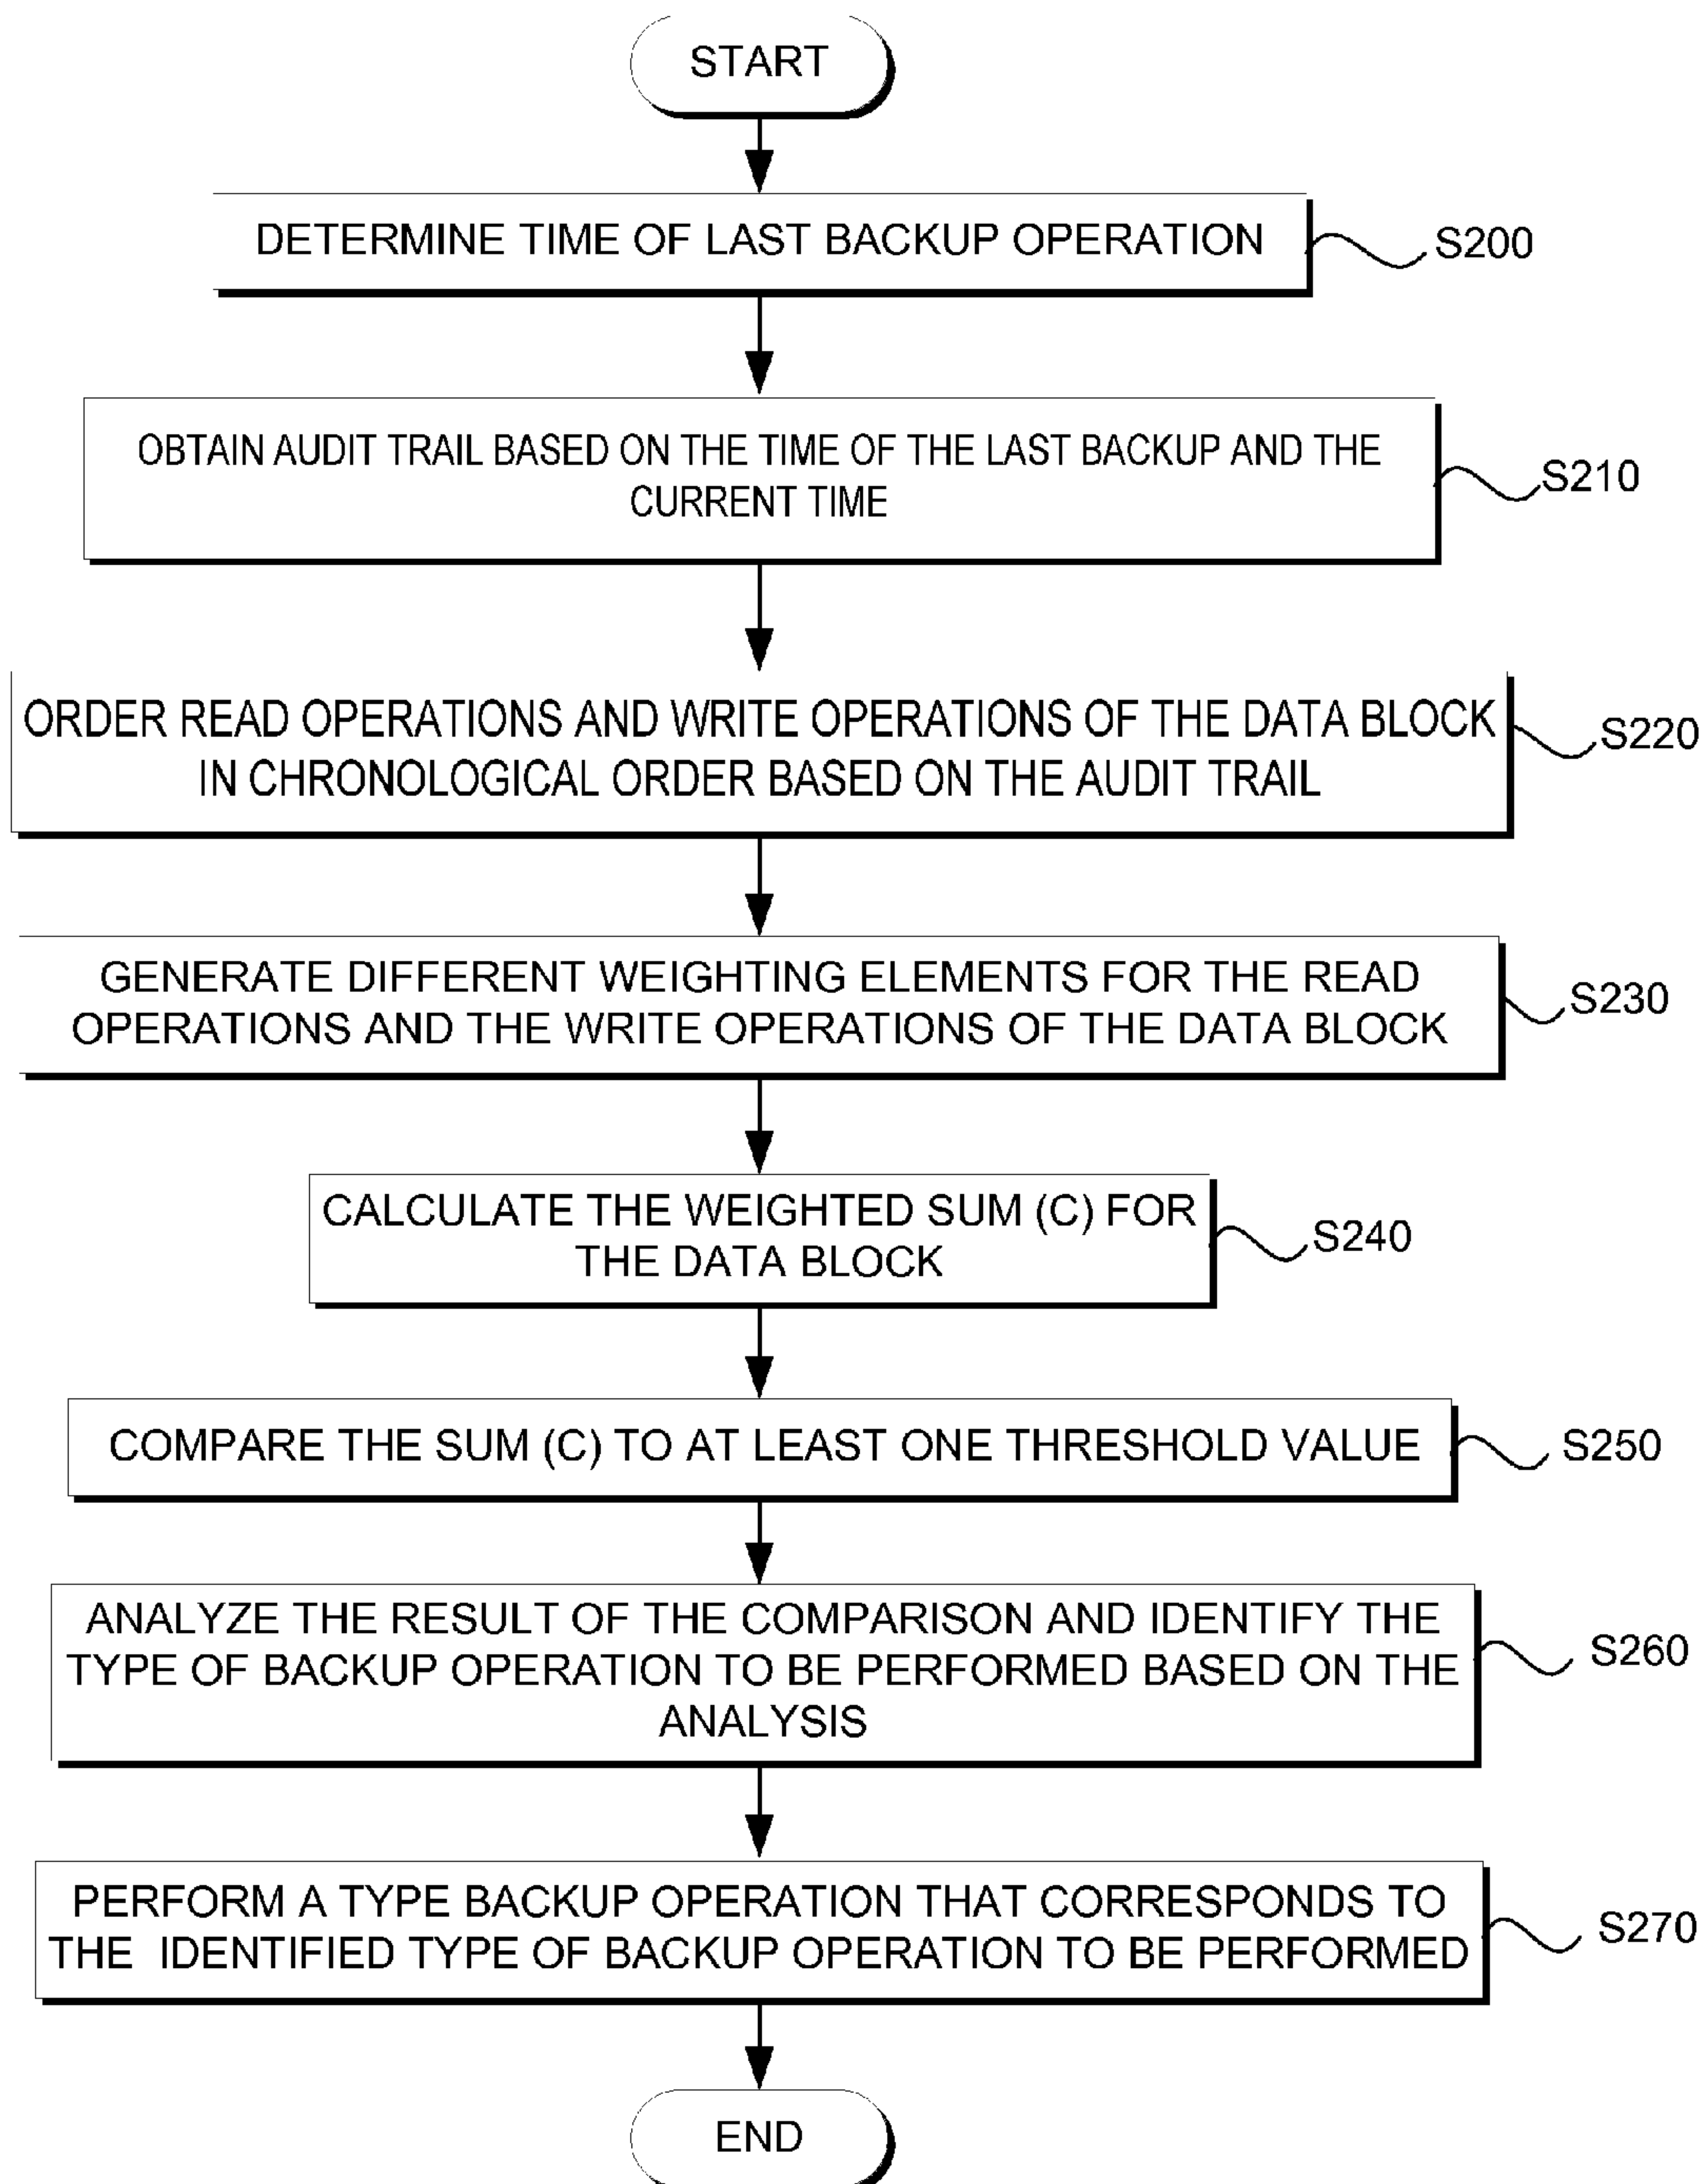 START
DETERMINE TIME OF LAST BACKUP OPERATION
S200
OBTAIN AUDIT TRAIL BASED ON THE TIME OF THE LAST BACKUP AND THE
CURRENT TIME
S210
ORDER READ OPERATIONS AND WRITE OPERATIONS OF THE DATA BLOCK
IN CHRONOLOGICAL ORDER BASED ON THE AUDIT TRAIL
S220
GENERATE DIFFERENT WEIGHTING ELEMENTS FOR THE READ
OPERATIONS AND THE WRITE OPERATIONS OF THE DATA BLOCK
S230
CALCULATE THE WEIGHTED SUM (C) FOR
THE DATA BLOCK
S240
COMPARE THE SUM (C) TO AT LEAST ONE THRESHOLD VALUE
S250
ANALYZE THE RESULT OF THE COMPARISON AND IDENTIFY THE
TYPE OF BACKUP OPERATION TO BE PERFORMED BASED ON THE
ANALYSIS
S260
PERFORM A TYPE BACKUP OPERATION THAT CORRESPONDS TO
THE IDENTIFIED TYPE OF BACKUP OPERATION TO BE PERFORMED
S270
END